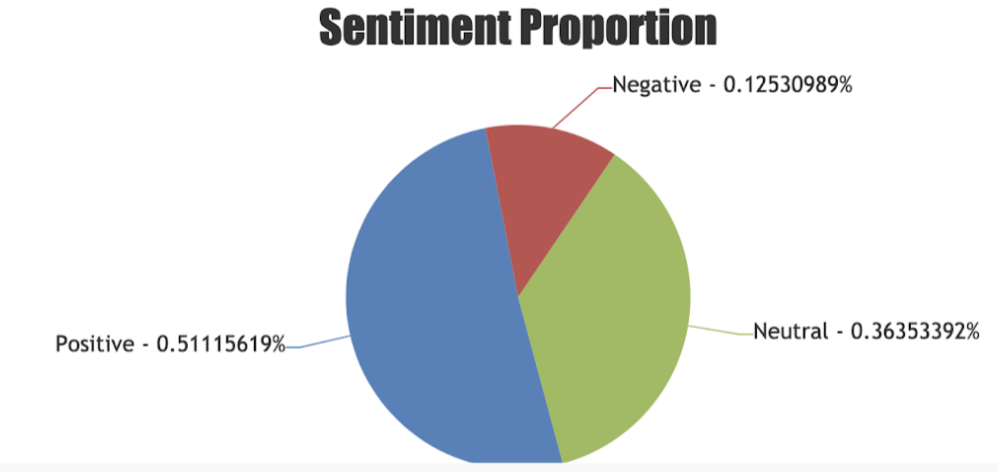 Sentiment Proportion
Negative - 0.12530989%
Positive - 0.51115619%
Neutral - 0.36353392%